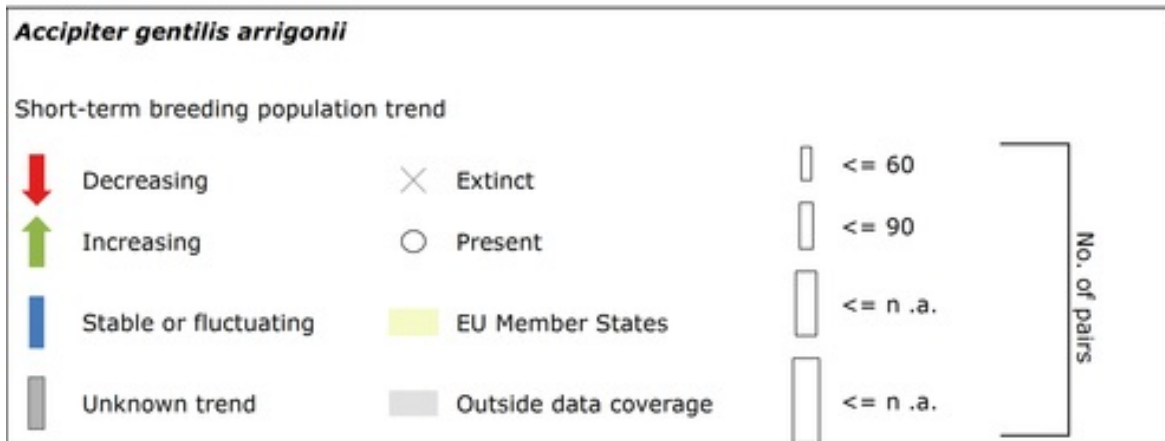 Accipiter gentilis arrigonii
Short-term breeding population trend
Decreasing
Extinct
<= 60
Increasing
Present
<= 90
Stable or fluctuating
EU Member States
<= n .a.
Unknown trend
Outside data coverage
<= n .a.
No. of pairs